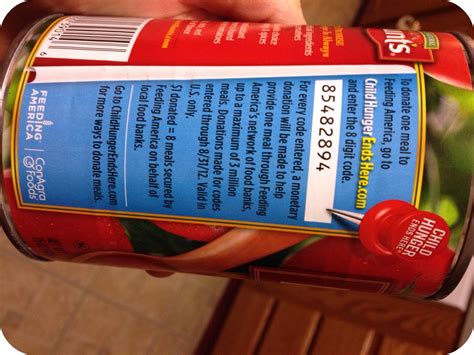 To donate one meal to
Feeding America, go to
ChildHungerEndsHere.com
and enter the 8 digit code.
85482894
For every code entered, a monetary
donation will be made to help
provide one meal through Feeding
America's network of food banks,
up to a maximum of 3 million
meals. Donations made for codes
entered through 8/31/12. Valid in
U.S. only.
$1 donated = 8 meals secured by
Feeding America on behalf of
local food banks.
Go to ChildHungerEndsHere.com
for more ways to donate meals.
FEEDING
AMERICA
ConAgra
Foods
CHILD
HUNGER
ENDS HERE
nt's